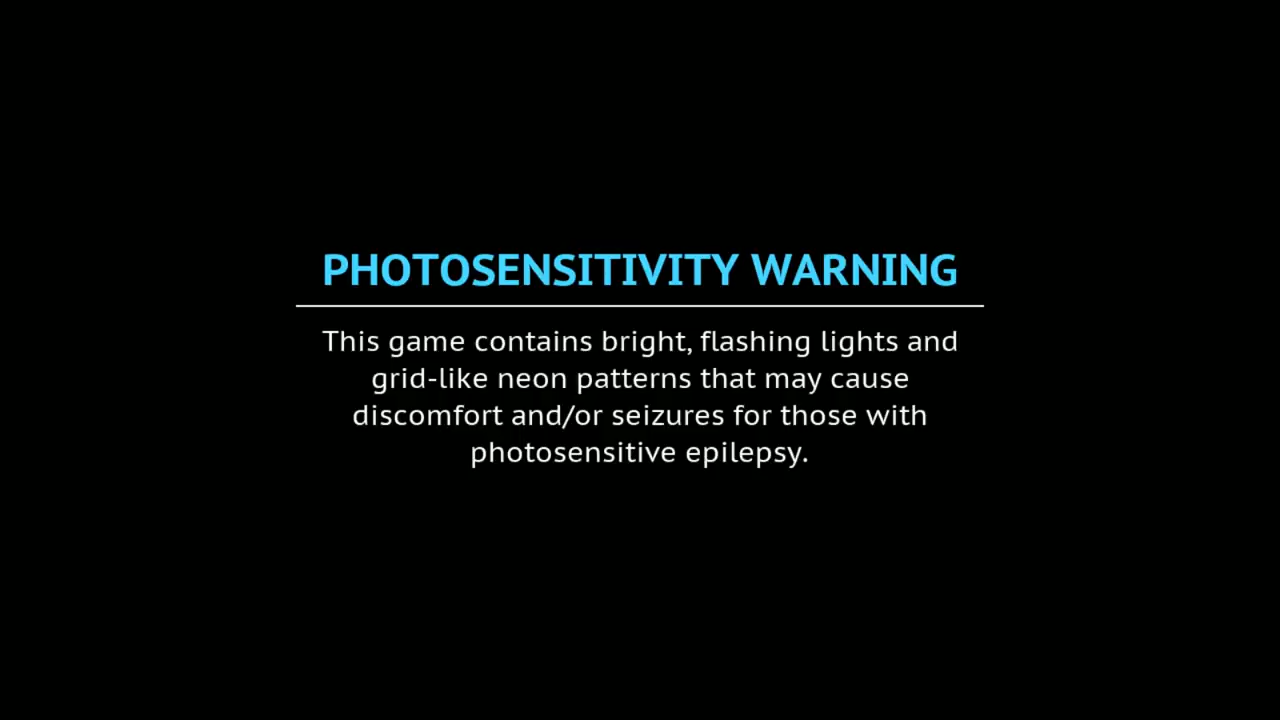 PHOTOSENSITIVITY WARNING
This game contains bright, flashing lights and
grid-like neon patterns that may cause
discomfort and/or seizures for those with
photosensitive epilepsy.